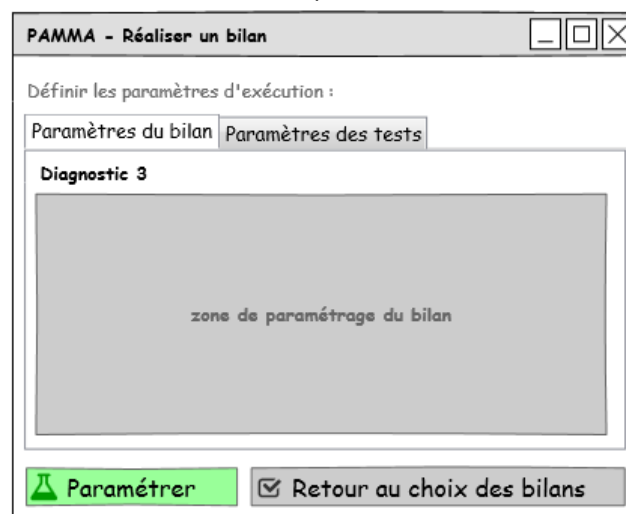 PAMMA - Réaliser un bilan
Définir les paramètres d'exécution :
Paramètres du bilan Paramètres des tests
Diagnostic 3
zone de paramétrage du bilan
Paramétrer Retour au choix des bilans